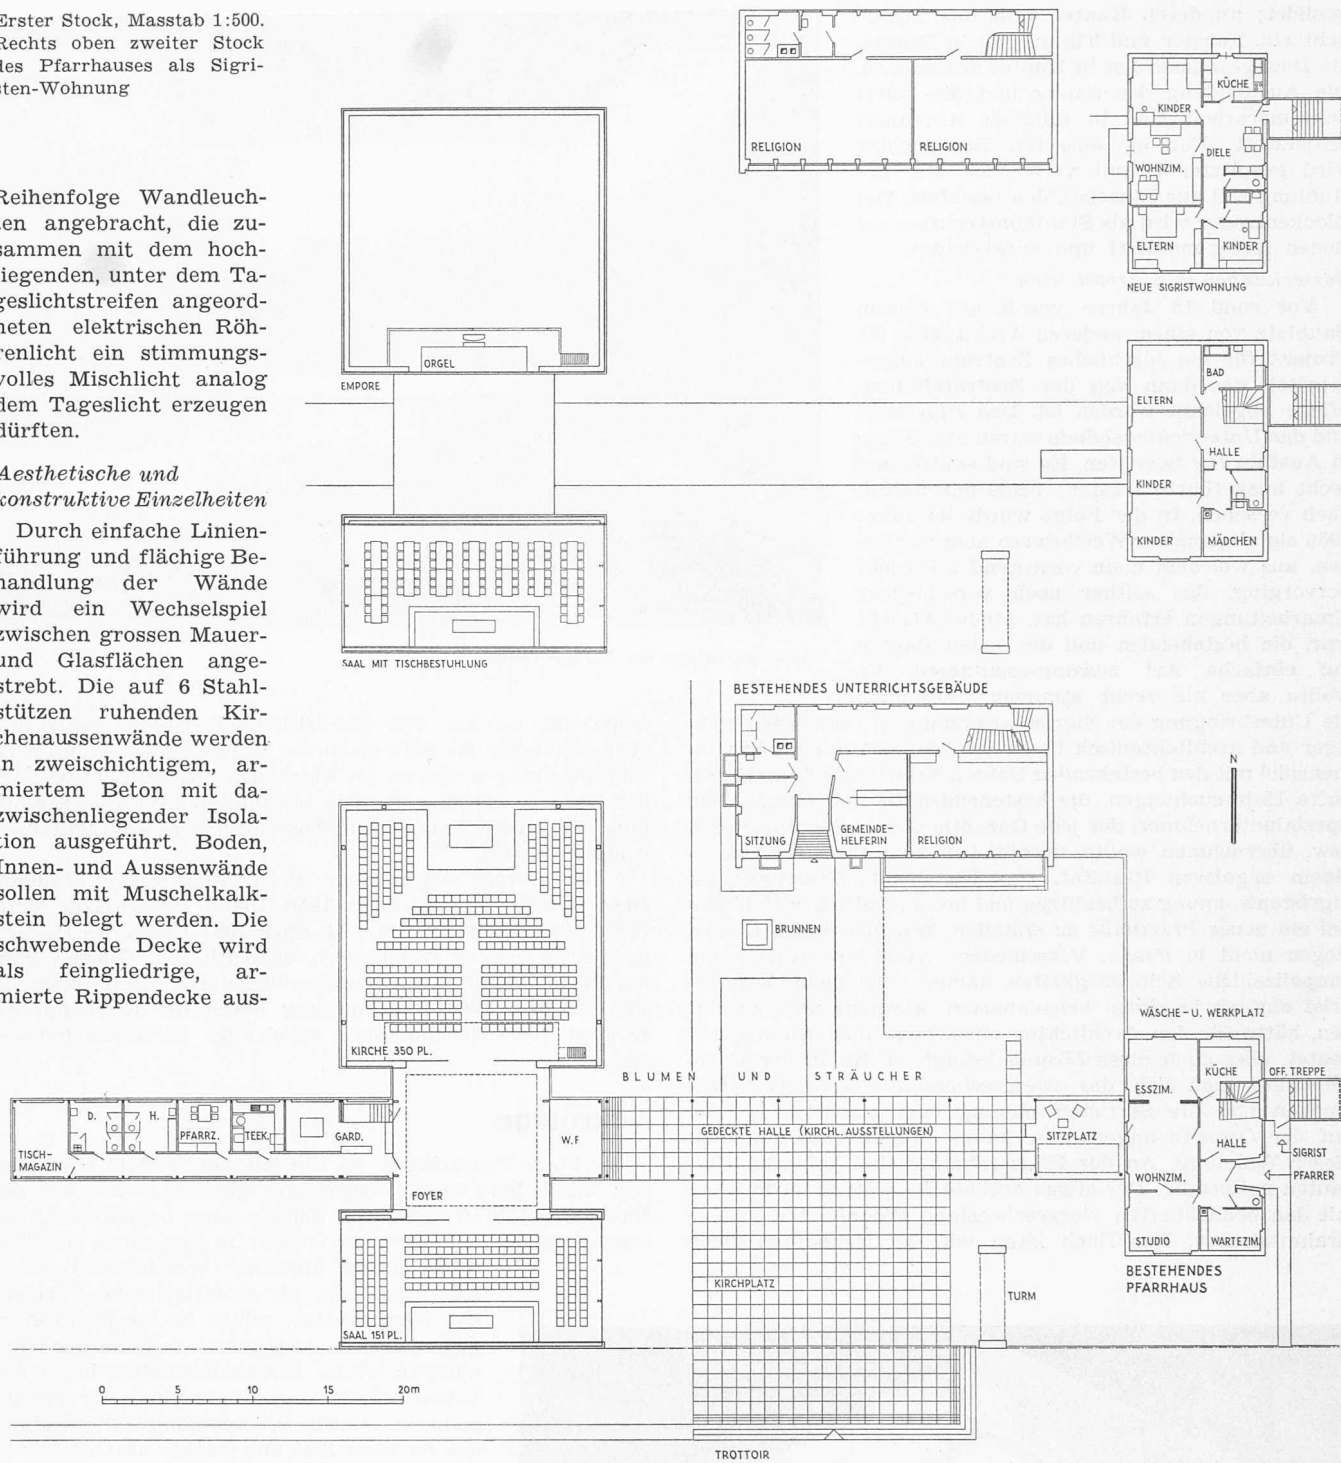 Erster Stock, Masstab 1:500.
Rechts oben zweiter Stock
des Pfarrhauses als Sigri-
sten-Wohnung
Reihenfolge Wandleuch-
ten angebracht, die zu-
sammen mit dem hoch-
liegenden, unter dem Ta-
geslichtstreifen angeord-
neten elektrischen Röh-
renlicht ein stimmungs-
volles Mischlicht analog
dem Tageslicht erzeugen
dürften.
Aesthetische und
konstruktive Einzelheiten
Durch einfache Linien-
führung und flächige Be-
handlung der Wände
wird ein Wechselspiel
zwischen grossen Mauer-
und Glasflächen ange-
strebt. Die auf 6 Stahl-
stützen ruhenden Kir-
chenaussenwände werden
in zweischichtigem, ar-
miertem Beton mit da-
zwischenliegender Isola-
tion ausgeführt. Boden,
Innen- und Aussenwände
sollen mit Muschelkalk-
stein belegt werden. Die
schwebende Decke wird
als feingliedrige, ar-
mierte Rippendecke aus-
ORGEL
EMPORE
SAAL MIT TISCHBESTUHLUNG
RELIGION
RELIGION
KÜCHE
KINDER
DIELE
WOHNZIM.
ELTERN
KINDER
NEUE SIGRISTWOHNUNG
BAD
ELTERN
HALLE
KINDER
KINDER
MÄDCHEN
BESTEHENDES UNTERRICHTSGEBÄUDE
SITZUNG
GEMEINDE-
HELFERIN
RELIGION
N
BRUNNEN
WÄSCHE- U. WERKPLATZ
KIRCHE 350 PL.
BLUMEN UND STRÄUCHER
D.
H.
PFARRZ.
TEEK.
GARD.
W.F
TISCH-
MAGAZIN
FOYER
GEDECKTE HALLE (KIRCHL. AUSSTELLUNGEN)
SITZPLATZ
KÜCHE
OFF. TREPPE
ESSZIM.
HALLE
SIGRIST
WOHNZIM.
PFARRER
STUDIO
WARTEZIM.
BESTEHENDES
PFARRHAUS
SAAL 151 PL.
KIRCHPLATZ
TURM
0 5 10 15 20m
TROTTOIR